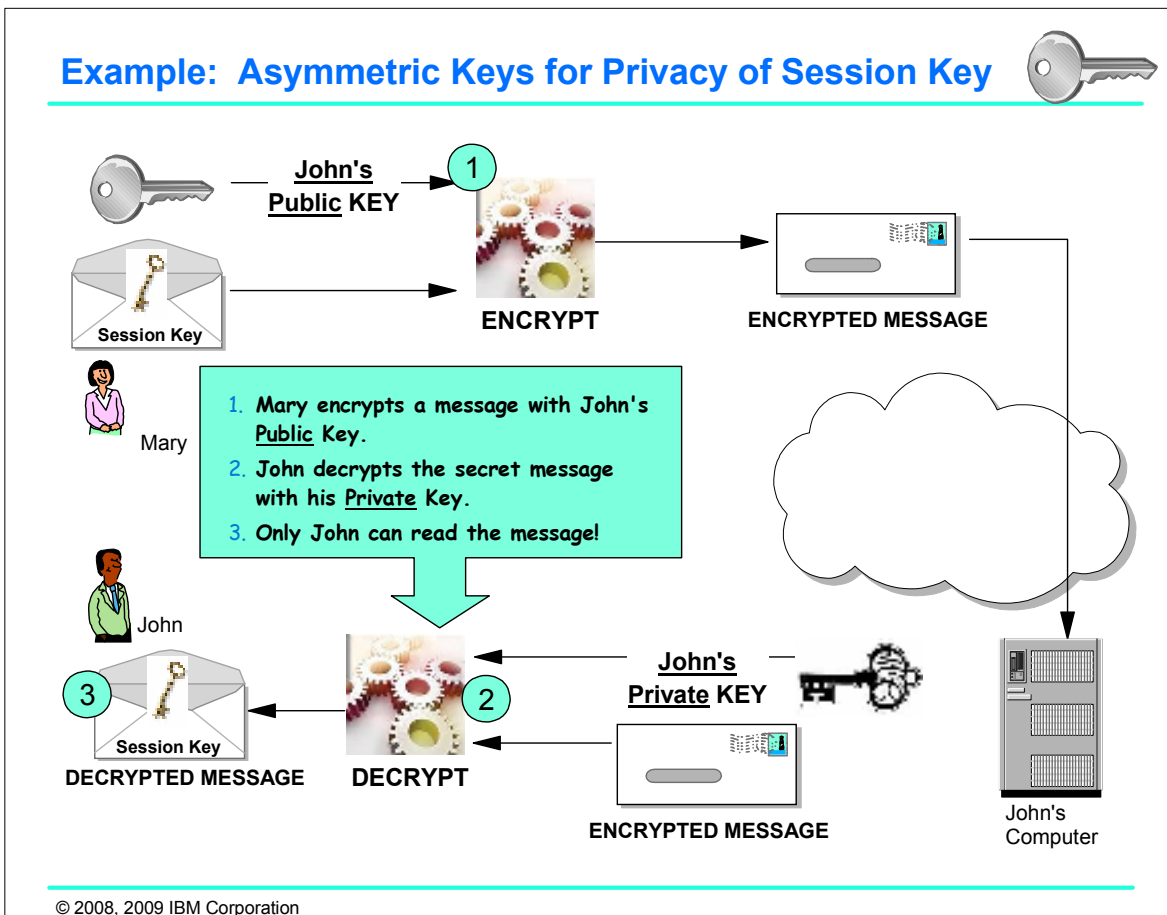 Example: Asymmetric Keys for Privacy of Session Key
John's
Public KEY
1
Session Key
ENCRYPT
ENCRYPTED MESSAGE
Mary
1. Mary encrypts a message with John's
Public Key.
2. John decrypts the secret message
with his Private Key.
3. Only John can read the message!
John
John's
Private KEY
3
2
Session Key
DECRYPTED MESSAGE
DECRYPT
ENCRYPTED MESSAGE
John's
Computer
© 2008, 2009 IBM Corporation